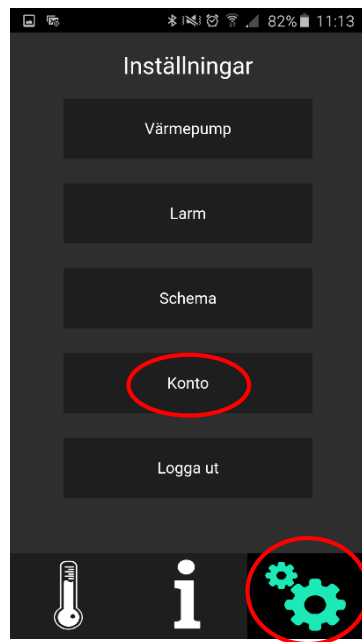 82% 11:13
Inställningar
Värmepump
Larm
Schema
Konto
Logga ut
i